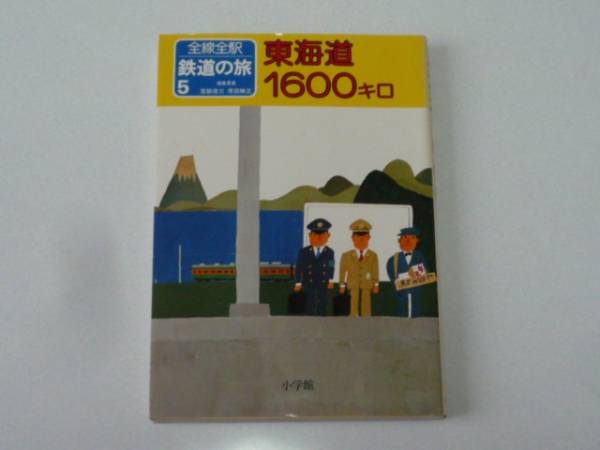 全線全駅
鉄道の旅
5
東海道
1600キロ
小学館